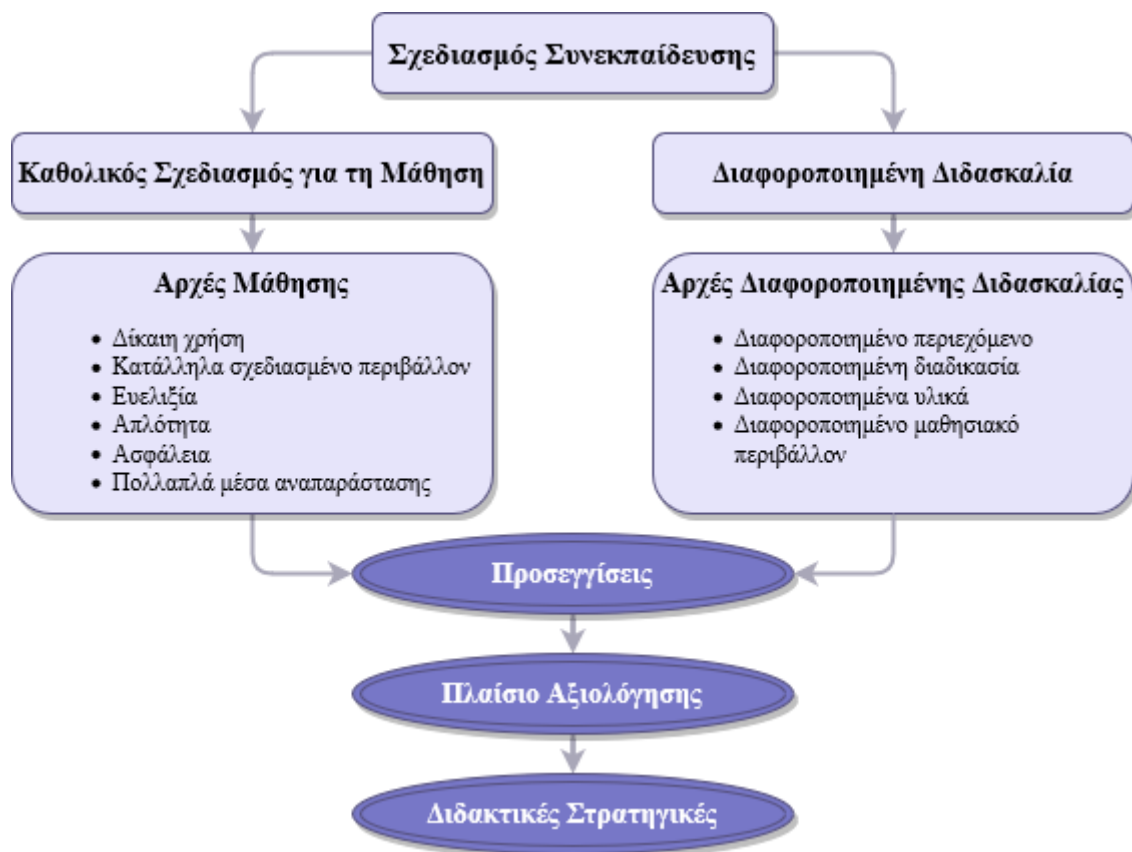 Σχεδιασμός Συνεκπαίδευσης
Καθολικός Σχεδιασμός για τη Μάθηση
Διαφοροποιημένη Διδασκαλία
Αρχές Μάθησης
• Δίκαιη χρήση
• Κατάλληλα σχεδιασμένο περιβάλλον
• Ευελιξία
• Απλότητα
• Ασφάλεια
• Πολλαπλά μέσα αναπαράστασης
Αρχές Διαφοροποιημένης Διδασκαλίας
• Διαφοροποιημένο περιεχόμενο
• Διαφοροποιημένη διαδικασία
• Διαφοροποιημένα υλικά
• Διαφοροποιημένο μαθησιακό
περιβάλλον
Προσεγγίσεις
Πλαίσιο Αξιολόγησης
Διδακτικές Στρατηγικές